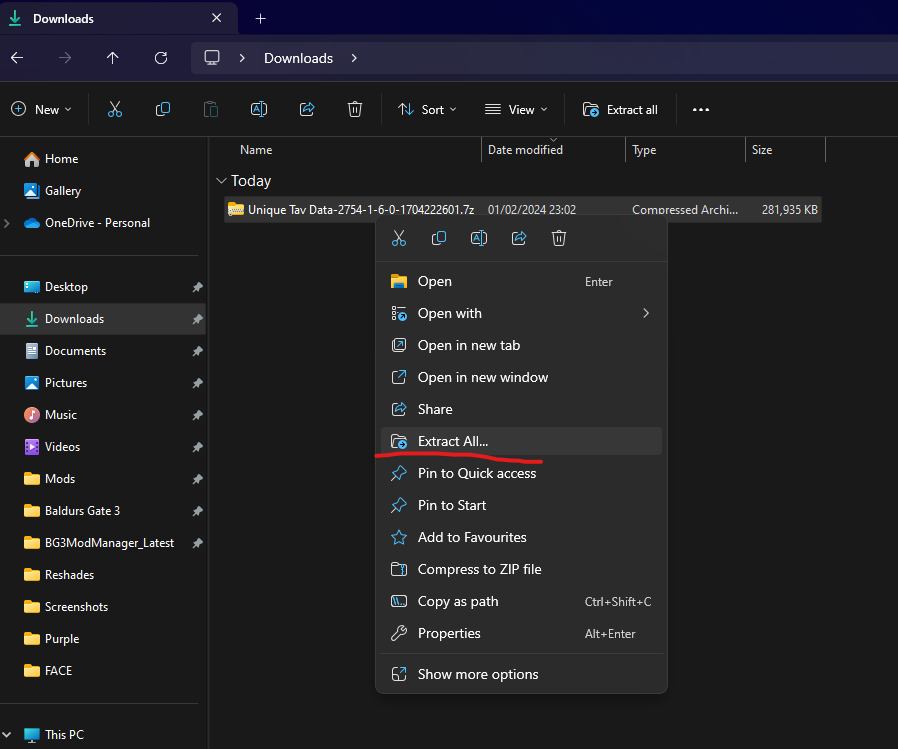 Downloads
Downloads
New
Sort
View
Extract all
Name Date modified Type Size
Today
Unique Tav Data-2754-1-6-0-1704222601.7z 01/02/2024 23:02 Compressed Archi... 281,935 KB
Home
Gallery
OneDrive - Personal
Desktop
Downloads
Documents
Pictures
Music
Videos
Mods
Baldurs Gate 3
BG3ModManager_Latest
Reshades
Screenshots
Purple
FACE
This PC
Open Enter
Open with
Open in new tab
Open in new window
Share
Extract All...
Pin to Quick access
Pin to Start
Add to Favourites
Compress to ZIP file
Copy as path Ctrl+Shift+C
Properties Alt+Enter
Show more options